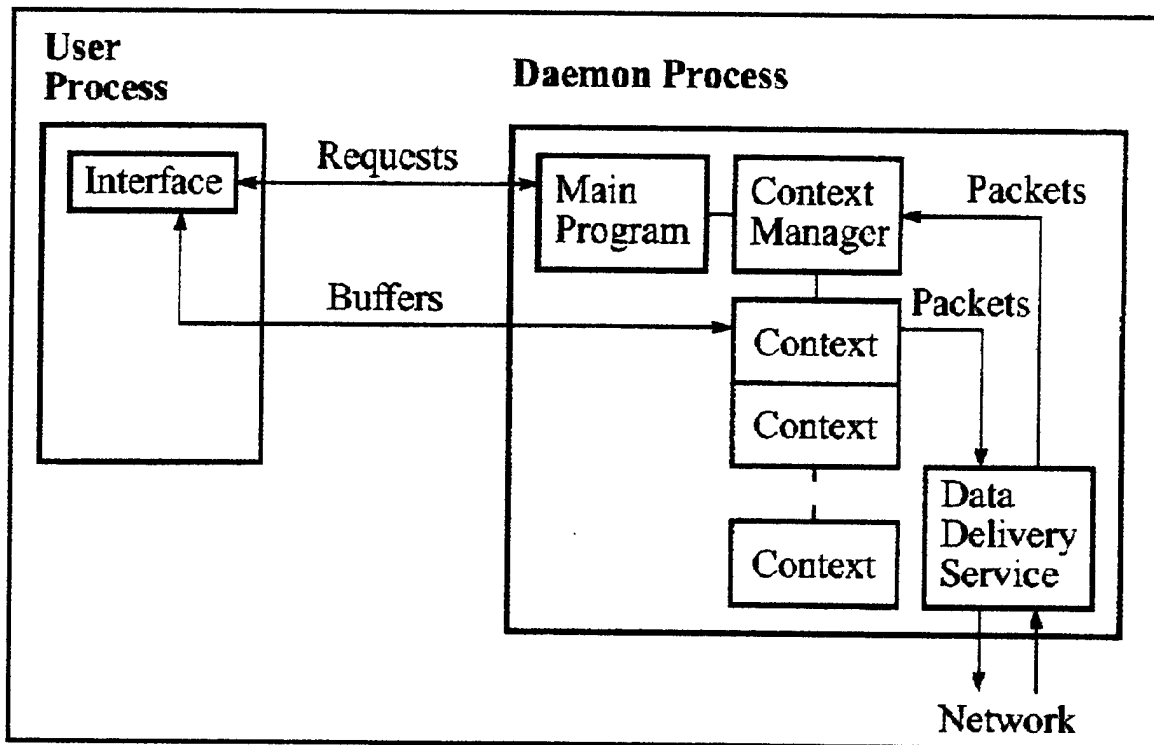 User
Process
Daemon Process
Interface
Requests
Main
Program
Context
Manager
Packets
Buffers
Packets
Context
Context
Context
Data
Delivery
Service
Network